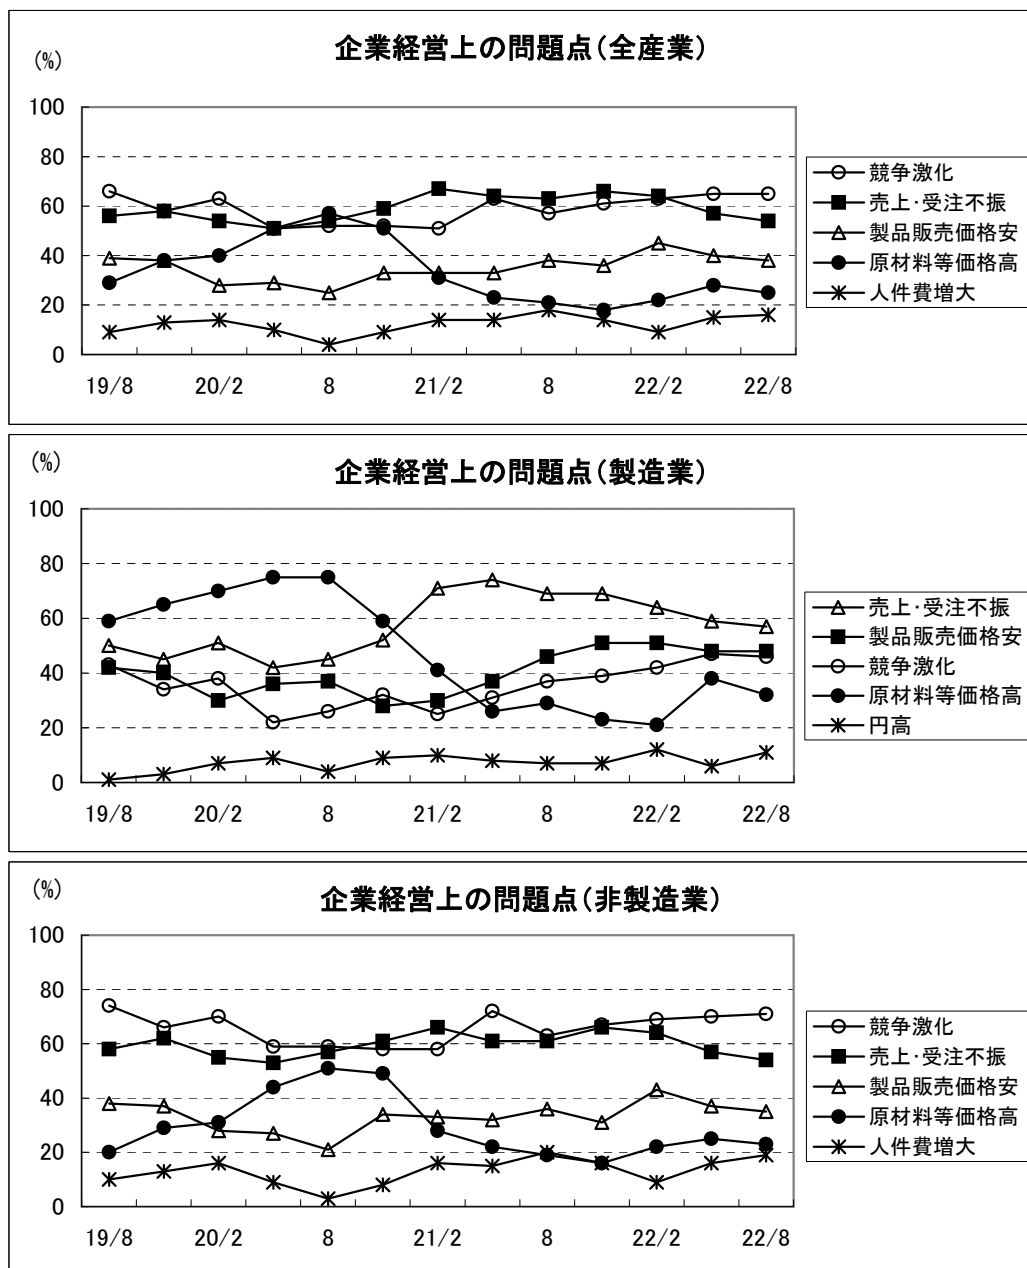 企業経営上の問題点(全産業)
(%)
100
80
60
40
20
0
19/8 20/2 8 21/2 8 22/2 22/8
競争激化
売上・受注不振
製品販売価格安
原材料等価格高
人件費増大
企業経営上の問題点(製造業)
(%)
100
80
60
40
20
0
19/8 20/2 8 21/2 8 22/2 22/8
売上・受注不振
製品販売価格安
競争激化
原材料等価格高
円高
企業経営上の問題点(非製造業)
(%)
100
80
60
40
20
0
19/8 20/2 8 21/2 8 22/2 22/8
競争激化
売上・受注不振
製品販売価格安
原材料等価格高
人件費増大